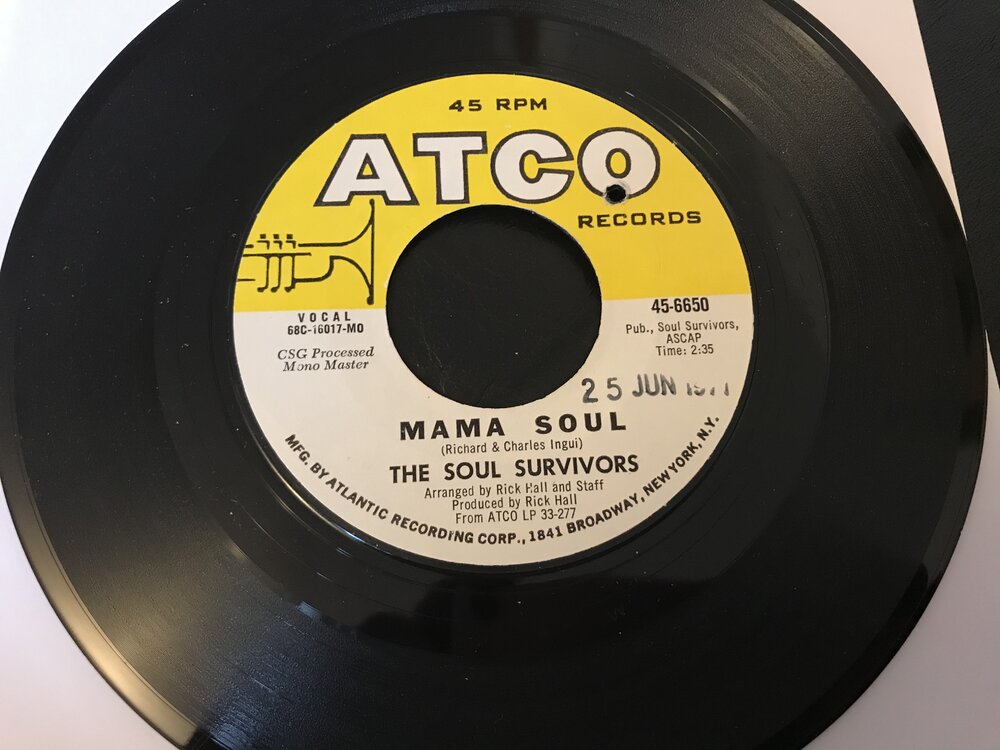 45 RPM
ATCO
RECORDS
VOCAL
68C-16017-MO
CSG Processed
Mono Master
45-6650
Pub., Soul Survivors,
ASCAP
Time: 2:35
25 JUN
MAMA SOUL
(Richard & Charles Ingui)
THE SOUL SURVIVORS
Arranged by Rick Hall and Staff
Produced by Rick Hall
From ATCO LP 33-277
MFG. BY ATLANTIC RECORDING CORP., 1841 BROADWAY, NEW YORK, N.Y.